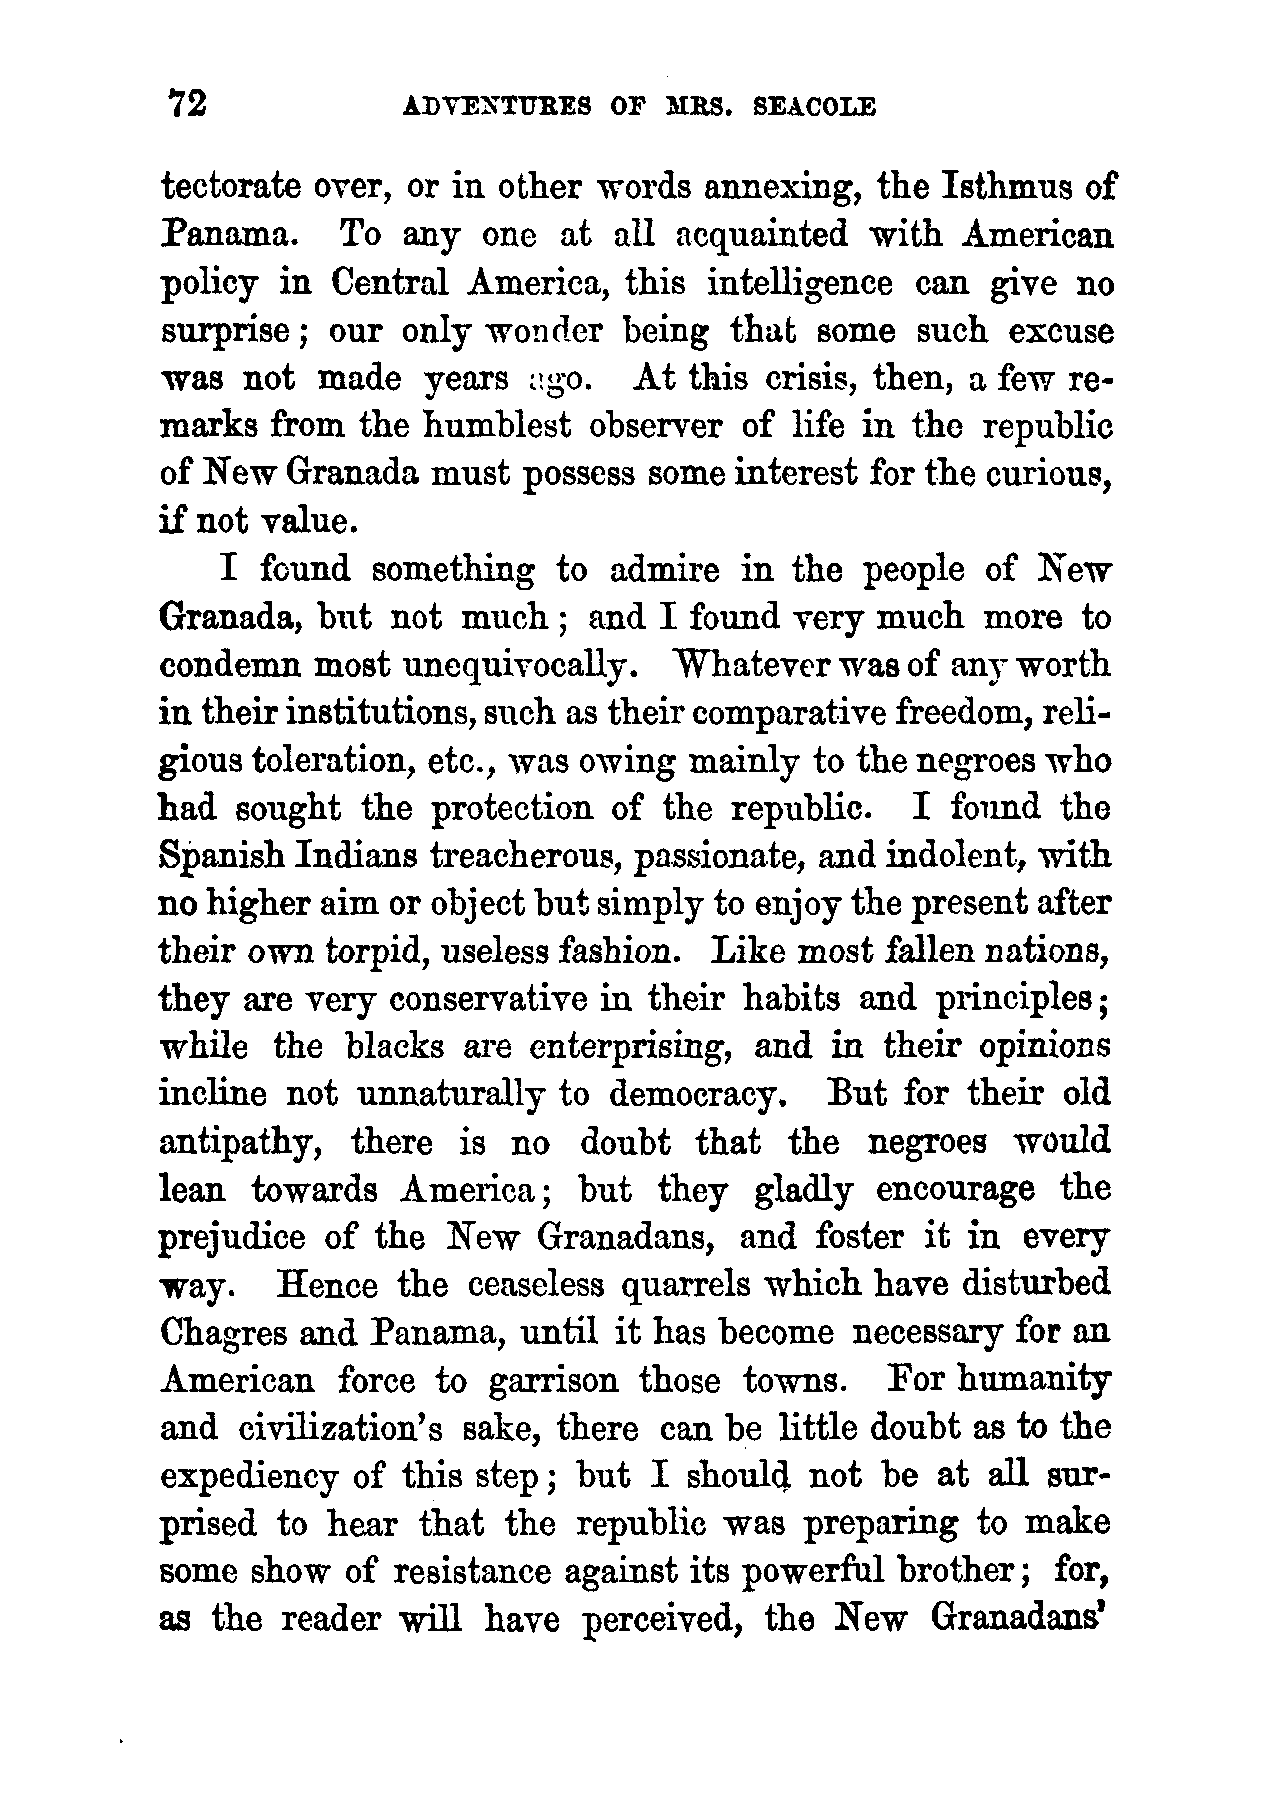 72 ADVENTURES OF MRS. SEACOLE
tectorate over, or in other words annexing, the Isthmus of
Panama. To any one at all acquainted with American
policy in Central America, this intelligence can give no
surprise; our only wonder being that some such excuse
was not made years ago. At this crisis, then, a few re-
marks from the humblest observer of life in the republic
of New Granada must possess some interest for the curious,
if not value.
I found something to admire in the people of New
Granada, but not much; and I found very much more to
condemn most unequivocally. Whatever was of any worth
in their institutions, such as their comparative freedom, reli-
gious toleration, etc., was owing mainly to the negroes who
had sought the protection of the republic. I found the
Spanish Indians treacherous, passionate, and indolent, with
no higher aim or object but simply to enjoy the present after
their own torpid, useless fashion. Like most fallen nations,
they are very conservative in their habits and principles;
while the blacks are enterprising, and in their opinions
incline not unnaturally to democracy. But for their old
antipathy, there is no doubt that the negroes would
lean towards America; but they gladly encourage the
prejudice of the New Granadans, and foster it in every
way. Hence the ceaseless quarrels which have disturbed
Chagres and Panama, until it has become necessary for an
American force to garrison those towns. For humanity
and civilization's sake, there can be little doubt as to the
expediency of this step; but I should not be at all sur-
prised to hear that the republic was preparing to make
some show of resistance against its powerful brother; for,
as the reader will have perceived, the New Granadans'